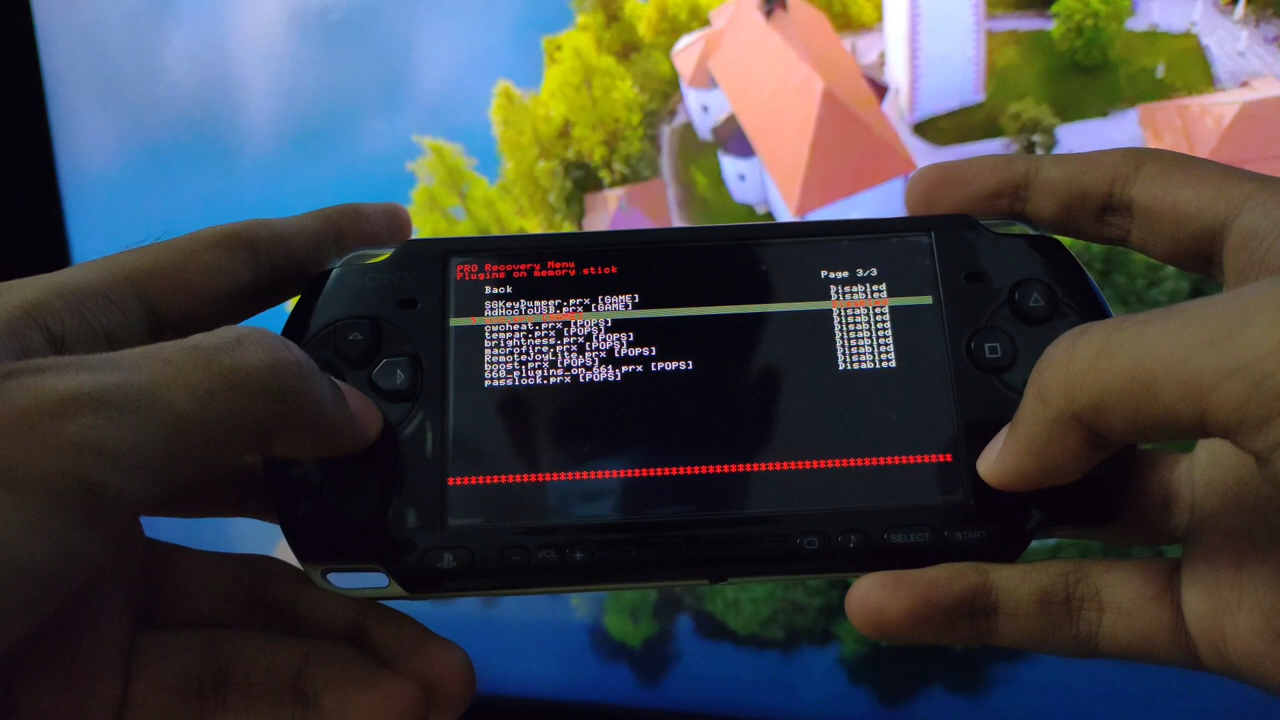 SONY
PRO Recovery Menu
Plugins on memory stick
Page 3/3
Back
SGKeyDumper.prx [GAME] Disabled
AdHocToUSB.prx [GAME] Disabled
Disabled
cwcheat.prx [POPS] Disabled
tempar.prx [POPS] Disabled
brightness.prx [POPS] Disabled
macrofire.prx [POPS] Disabled
RemoteJoyLite.prx [POPS] Disabled
boost.prx [POPS] Disabled
660_plugins_on_661.prx [POPS] Disabled
passlock.prx [POPS] Disabled
********************************************************************
- VOL + SELECT START